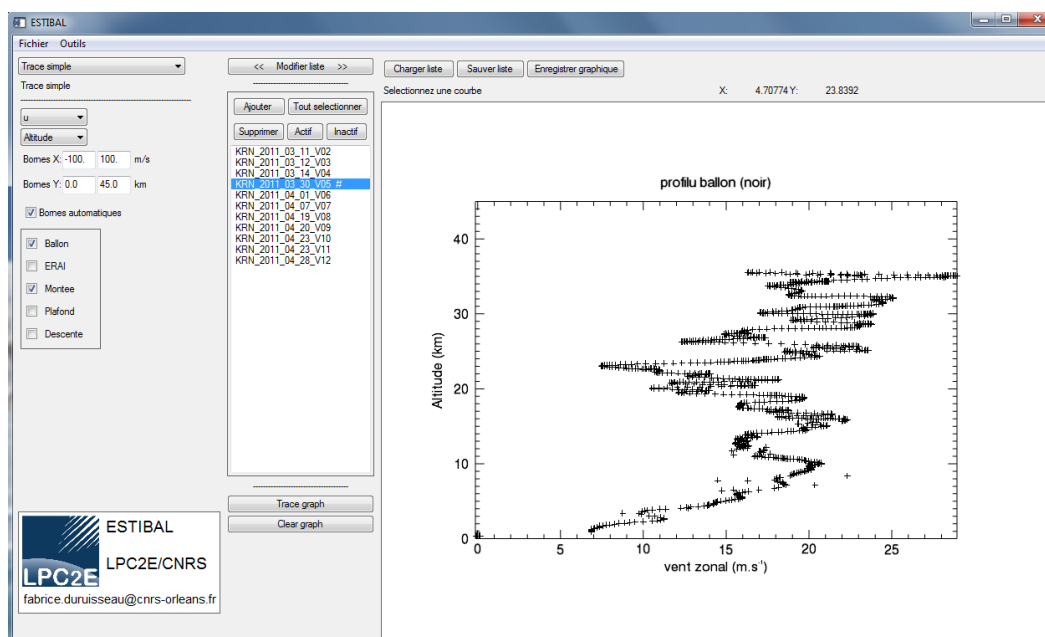 ESTIBAL
Fichier Outils
Trace simple
Trace simple
u
Altitude
Bornes X: -100. 100. m/s
Bornes Y: 0.0 45.0 km
Bornes automatiques
Ballon
ERAI
Montee
Plafond
Descente
ESTIBAL
LPC2E/CNRS
LPC2E
fabrice.duruisseau@cnrs-orleans.fr
<< Modifier liste >>
Ajouter Tout selectionner
Supprimer Actif Inactif
KRN_2011_03_11_V02
KRN_2011_03_12_V03
KRN_2011_03_14_V04
KRN_2011_03_30_V05 #
KRN_2011_04_01_V06
KRN_2011_04_07_V07
KRN_2011_04_19_V08
KRN_2011_04_20_V09
KRN_2011_04_23_V10
KRN_2011_04_23_V11
KRN_2011_04_28_V12
Trace graph
Clear graph
Charger liste Sauver liste Enregistrer graphique
Selectionnez une courbe X: 4.70774 Y: 23.8392
profilu ballon (noir)
Altitude (km)
40
30
20
10
0
0 5 10 15 20 25
vent zonal (m.s⁻¹)